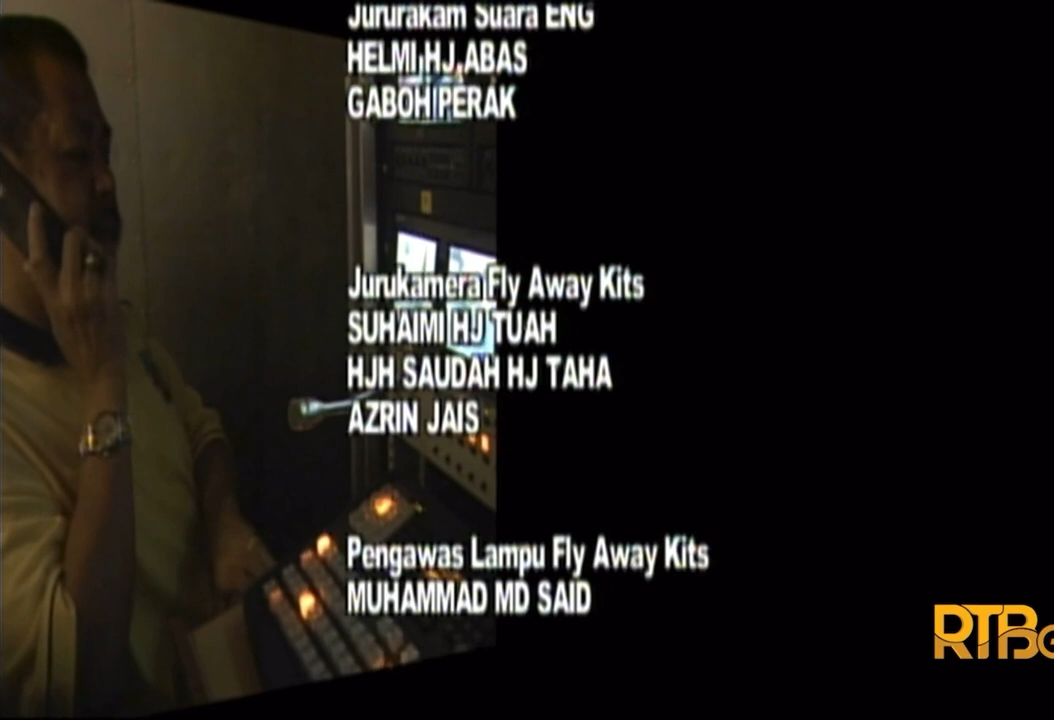 Jururakam Suara ENG
HELMI HJ ABAS
GABOH PERAK
Jurukamera Fly Away Kits
SUHAIMI HJ TUAH
HJH SAUDAH HJ TAHA
AZRIN JAIS
Pengawas Lampu Fly Away Kits
MUHAMMAD MD SAID
RTBG